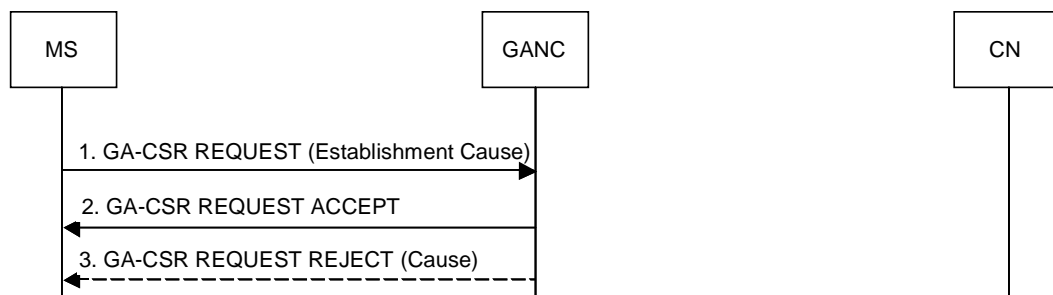 MS
GANC
CN
1. GA-CSR REQUEST (Establishment Cause)
2. GA-CSR REQUEST ACCEPT
3. GA-CSR REQUEST REJECT (Cause)